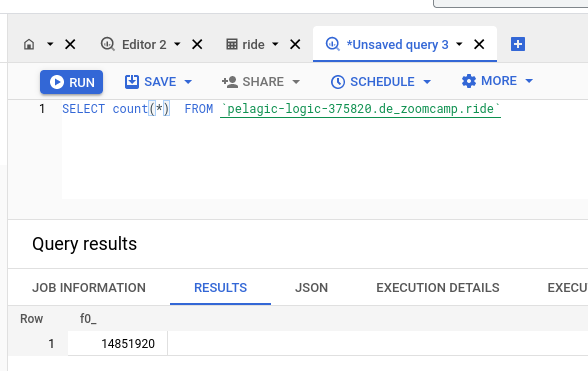 Editor 2 ride *Unsaved query 3
RUN SAVE SHARE SCHEDULE MORE
1 SELECT count(*) FROM `pelagic-logic-375820.de_zoomcamp.ride`
Query results
JOB INFORMATION RESULTS JSON EXECUTION DETAILS EXECU
Row f0_
1 14851920